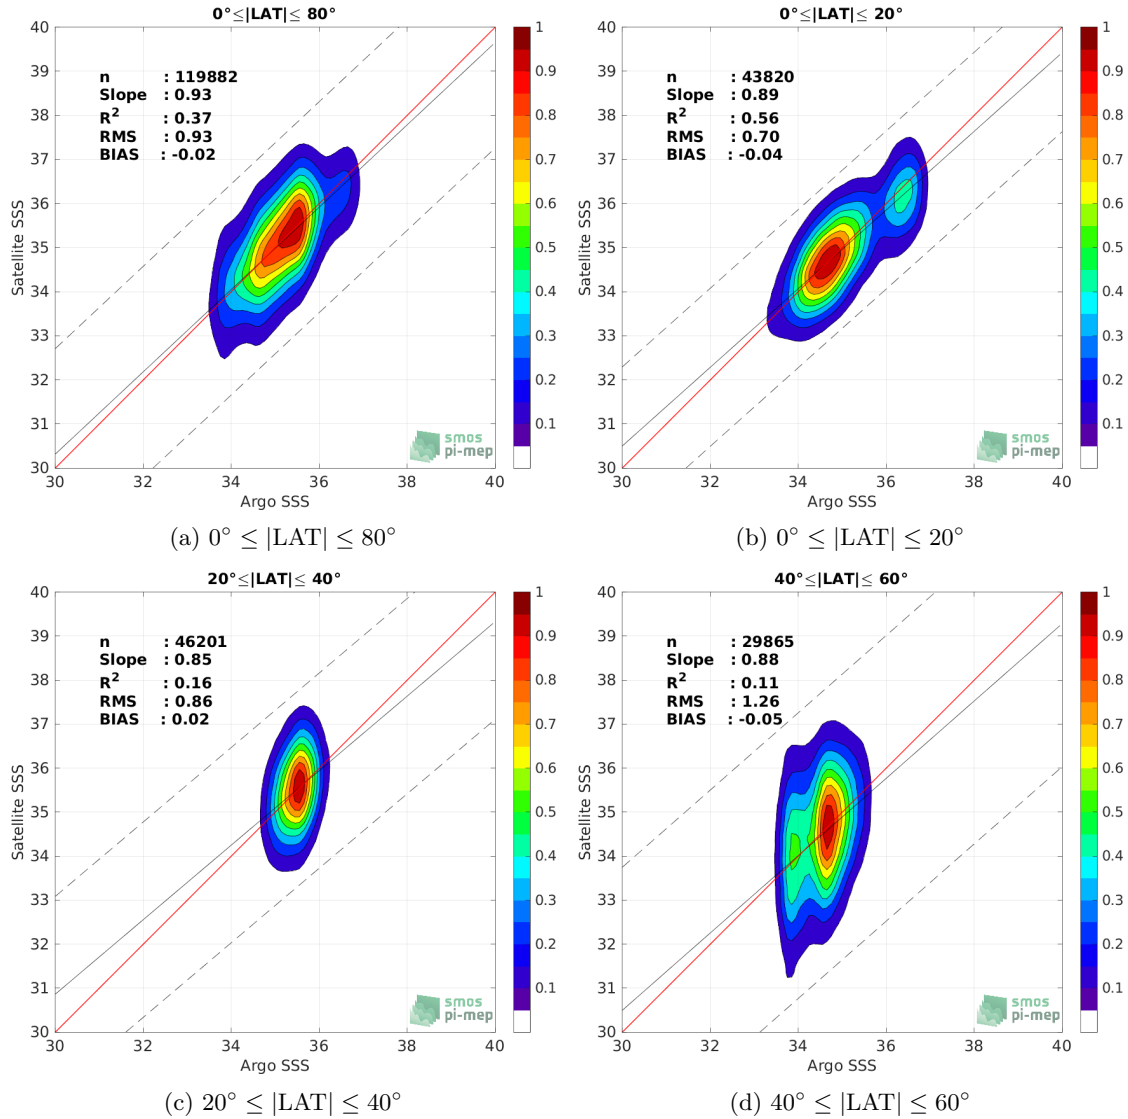 0°≤|LAT|≤ 80°
40
39
38
37
36
35
34
33
32
31
30
Satellite SSS
n : 119882
Slope : 0.93
R² : 0.37
RMS : 0.93
BIAS : -0.02
smos
pi-mep
30 32 34 36 38 40
Argo SSS
1
0.9
0.8
0.7
0.6
0.5
0.4
0.3
0.2
0.1
(a) 0° ≤ |LAT| ≤ 80°
0°≤|LAT|≤ 20°
40
39
38
37
36
35
34
33
32
31
30
Satellite SSS
n : 43820
Slope : 0.89
R² : 0.56
RMS : 0.70
BIAS : -0.04
smos
pi-mep
30 32 34 36 38 40
Argo SSS
1
0.9
0.8
0.7
0.6
0.5
0.4
0.3
0.2
0.1
(b) 0° ≤ |LAT| ≤ 20°
20°≤|LAT|≤ 40°
40
39
38
37
36
35
34
33
32
31
30
Satellite SSS
n : 46201
Slope : 0.85
R² : 0.16
RMS : 0.86
BIAS : 0.02
smos
pi-mep
30 32 34 36 38 40
Argo SSS
1
0.9
0.8
0.7
0.6
0.5
0.4
0.3
0.2
0.1
(c) 20° ≤ |LAT| ≤ 40°
40°≤|LAT|≤ 60°
40
39
38
37
36
35
34
33
32
31
30
Satellite SSS
n : 29865
Slope : 0.88
R² : 0.11
RMS : 1.26
BIAS : -0.05
smos
pi-mep
30 32 34 36 38 40
Argo SSS
1
0.9
0.8
0.7
0.6
0.5
0.4
0.3
0.2
0.1
(d) 40° ≤ |LAT| ≤ 60°